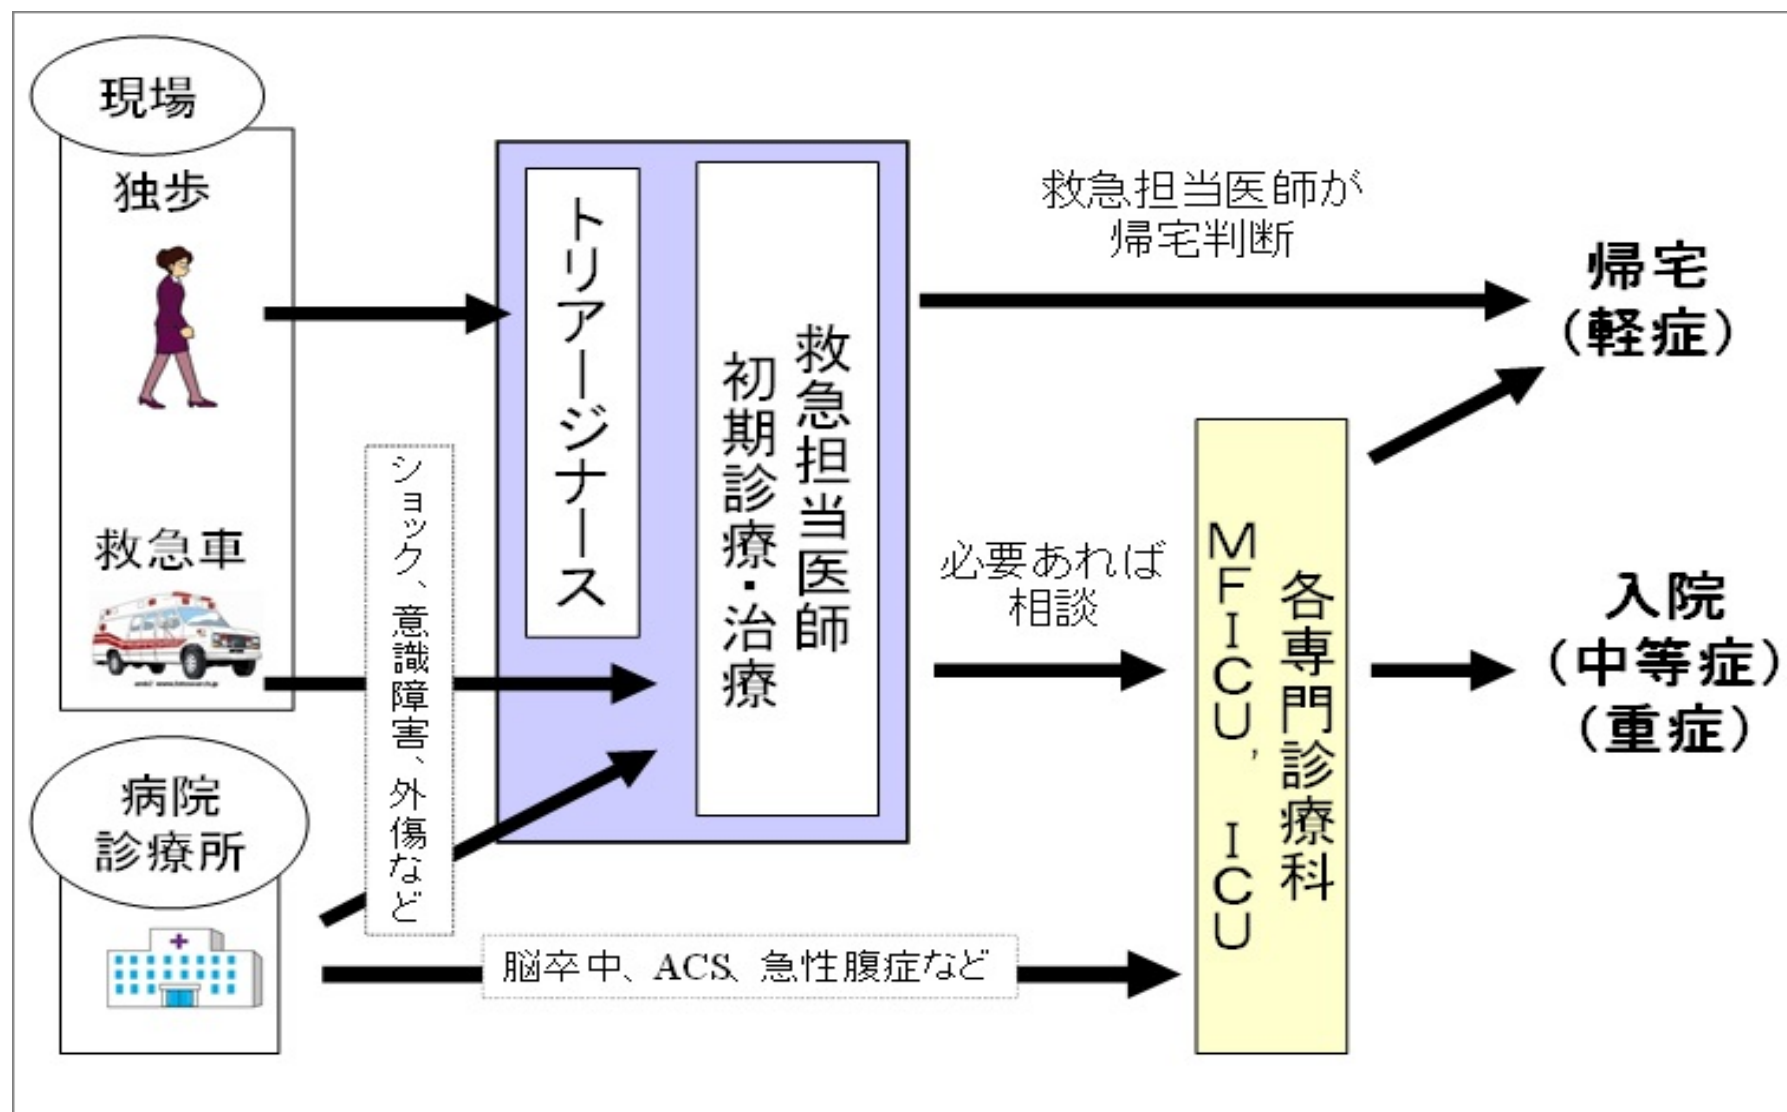 現場
独歩
救急車
病院
診療所
ショック、意識障害、外傷など
トリアージナース
救急担当医師
初期診療・治療
救急担当医師が
帰宅判断
必要あれば
相談
脳卒中、ACS、急性腹症など
各専門診療科
MFICU, ICU
帰宅
（軽症）
入院
（中等症）
（重症）